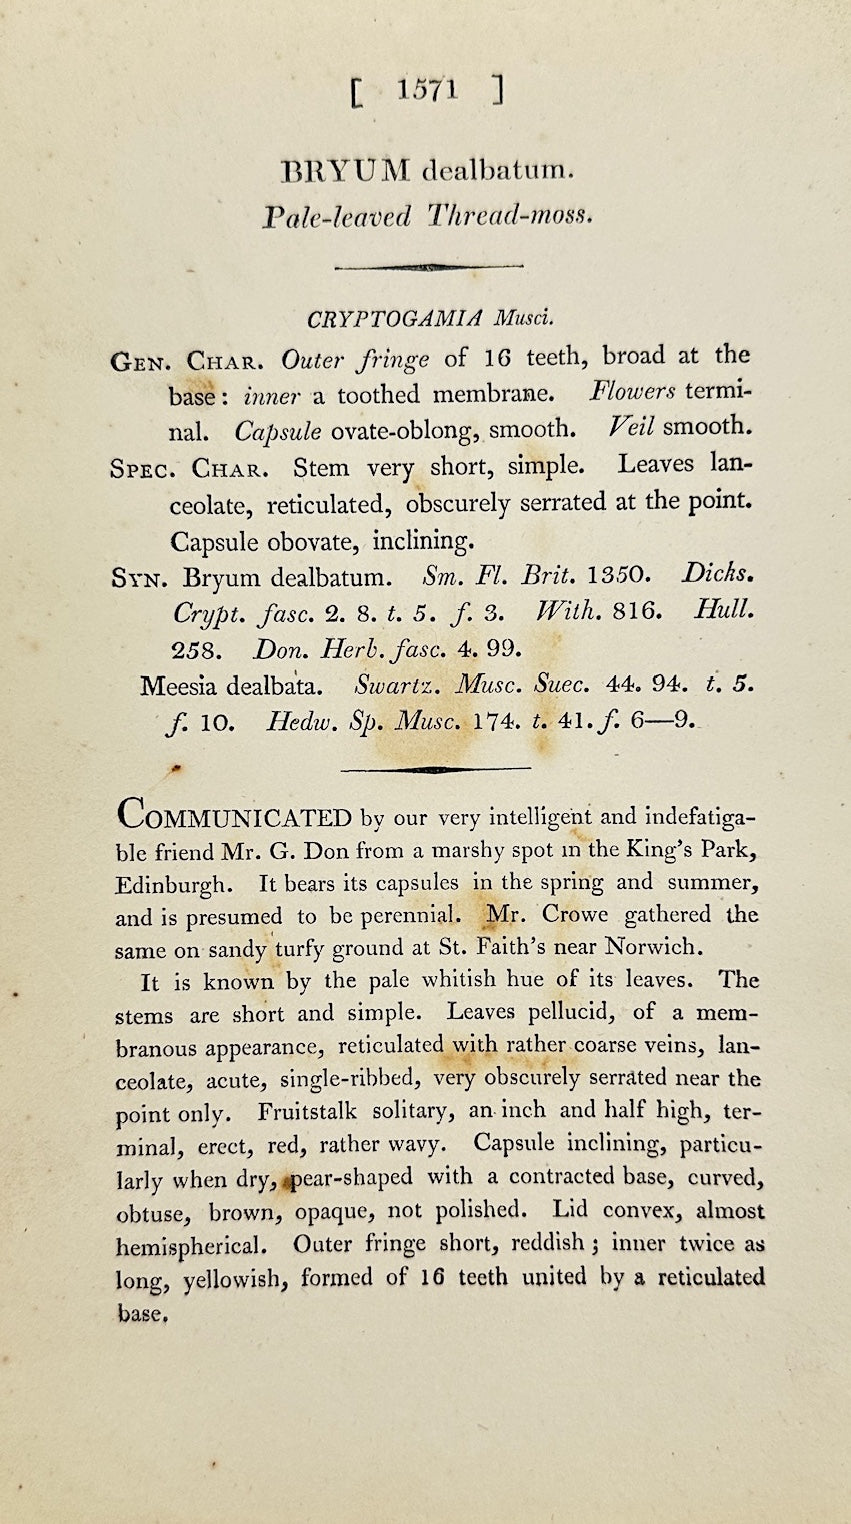 [ 1571 ]
BRYUM dealbatum.
Pale-leaved Thread-moss.
CRYPTOGAMIA Musci.
GEN. CHAR. Outer fringe of 16 teeth, broad at the
base: inner a toothed membrane. Flowers termi-
nal. Capsule ovate-oblong, smooth. Veil smooth.
SPEC. CHAR. Stem very short, simple. Leaves lan-
ceolate, reticulated, obscurely serrated at the point.
Capsule obovate, inclining.
SYN. Bryum dealbatum. Sm. Fl. Brit. 1350. Dicks.
Crypt. fasc. 2. 8. t. 5. f. 3. With. 816. Hull.
258. Don. Herb. fasc. 4. 99.
Meesia dealbata. Swartz. Musc. Suec. 44. 94. t. 5.
f. 10. Hedw. Sp. Musc. 174. t. 41. f. 6—9.
COMMUNICATED by our very intelligent and indefatiga-
ble friend Mr. G. Don from a marshy spot in the King's Park,
Edinburgh. It bears its capsules in the spring and summer,
and is presumed to be perennial. Mr. Crowe gathered the
same on sandy turfy ground at St. Faith's near Norwich.
It is known by the pale whitish hue of its leaves. The
stems are short and simple. Leaves pellucid, of a mem-
branous appearance, reticulated with rather coarse veins, lan-
ceolate, acute, single-ribbed, very obscurely serrated near the
point only. Fruitstalk solitary, an inch and half high, ter-
minal, erect, red, rather wavy. Capsule inclining, particu-
larly when dry, pear-shaped with a contracted base, curved,
obtuse, brown, opaque, not polished. Lid convex, almost
hemispherical. Outer fringe short, reddish; inner twice as
long, yellowish, formed of 16 teeth united by a reticulated
base.